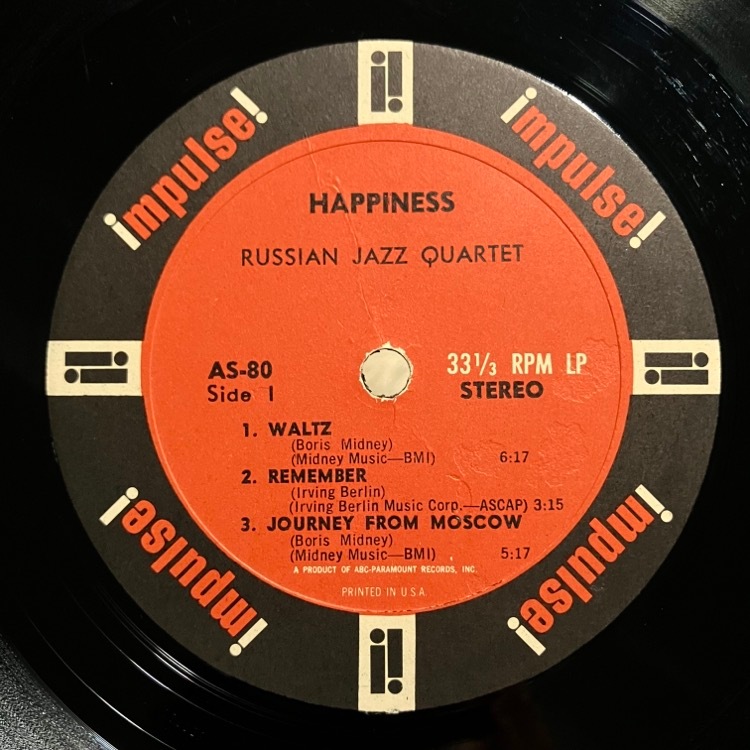 impulse!
impulse!
HAPPINESS
RUSSIAN JAZZ QUARTET
AS-80
Side 1
33 1/3 RPM LP
STEREO
1. WALTZ
(Boris Midney)
(Midney Music—BMI) 6:17
2. REMEMBER
(Irving Berlin)
(Irving Berlin Music Corp.—ASCAP) 3:15
3. JOURNEY FROM MOSCOW
(Boris Midney)
(Midney Music—BMI) 5:17
A PRODUCT OF ABC-PARAMOUNT RECORDS, INC.
PRINTED IN U.S.A.
impulse!
impulse!